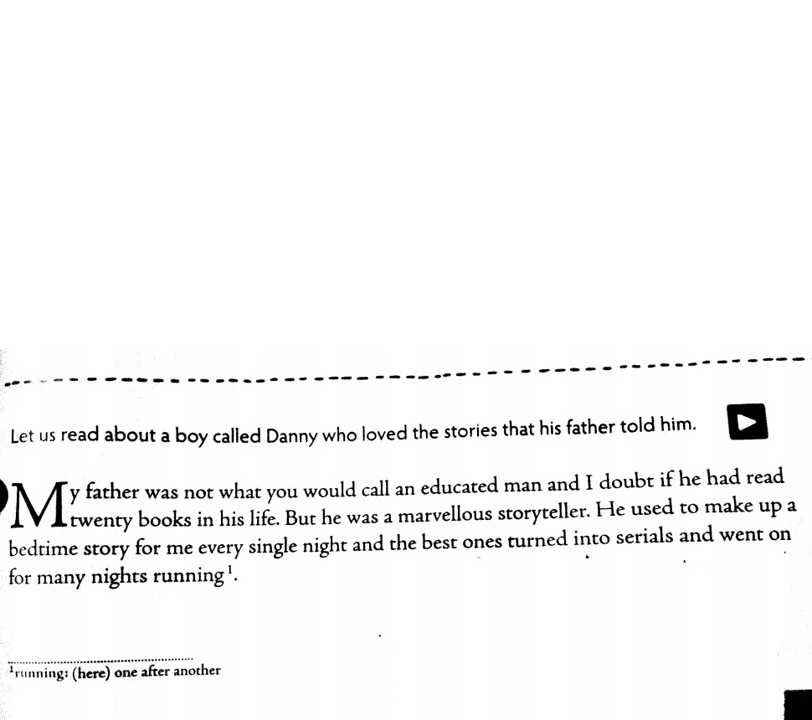 Let us read about a boy called Danny who loved the stories that his father told him.
My father was not what you would call an educated man and I doubt if he had read
twenty books in his life. But he was a marvellous storyteller. He used to make up a
bedtime story for me every single night and the best ones turned into serials and went on
for many nights running¹.
¹running: (here) one after another